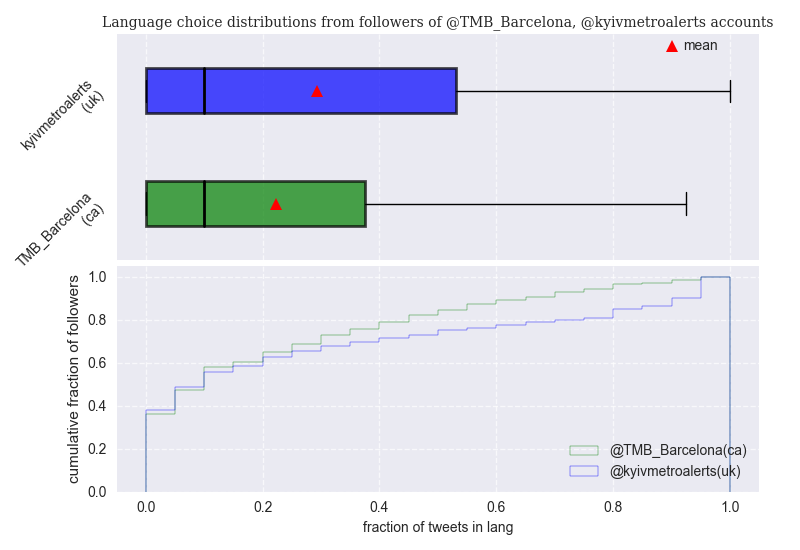 Language choice distributions from followers of @TMB_Barcelona, @kyivmetroalerts accounts
mean
kyivmetroalerts
(uk)
TMB_Barcelona
(ca)
cumulative fraction of followers
1.0
0.8
0.6
0.4
0.2
0.0
@TMB_Barcelona(ca)
@kyivmetroalerts(uk)
0.0 0.2 0.4 0.6 0.8 1.0
fraction of tweets in lang